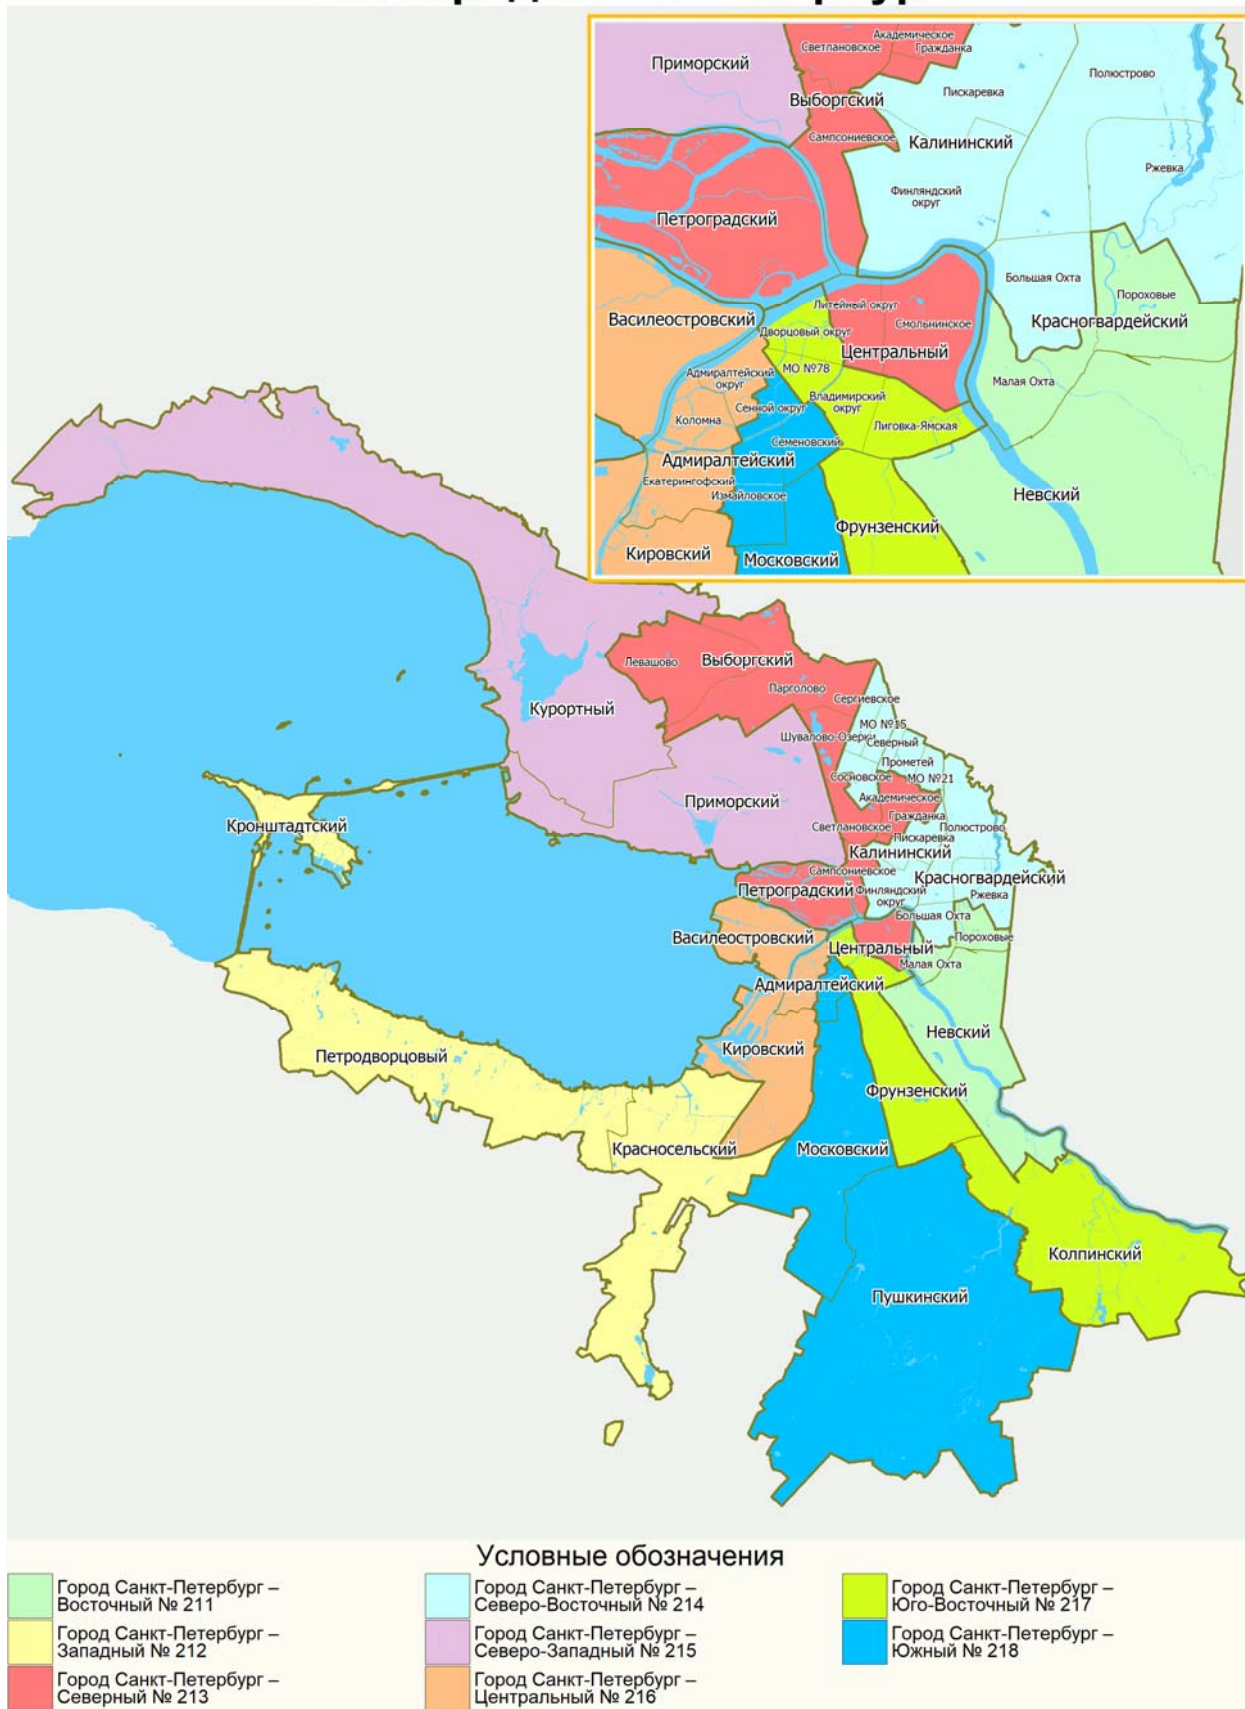 Приморский
Академическое
Светлановское
Гражданка
Выборгский
Пискаревка
Полюстрово
Сампсониевское
Калининский
Ржевка
Финляндский
округ
Петроградский
Большая Охта
Пороховые
Красногвардейский
Литейный округ
Василеостровский
Смольнинское
Дворцовый округ
Центральный
МО №78
Адмиралтейский
округ
Малая Охта
Владимирский
округ
Сенной округ
Коломна
Лиговка-Ямская
Семеновский
Адмиралтейский
Екатерингофский
Измайловское
Невский
Фрунзенский
Кировский
Московский
Левашово
Выборгский
Парголово
Сергиевское
Курортный
МО №15
Шувалово-Озерки
Северный
Прометей
Сосновское
МО №21
Приморский
Академическое
Гражданка
Кронштадтский
Светлановское
Полюстрово
Пискаревка
Калининский
Сампсониевское
Красногвардейский
Петроградский
Финляндский
округ
Ржевка
Большая Охта
Василеостровский
Пороховые
Центральный
Малая Охта
Адмиралтейский
Невский
Кировский
Петродворцовый
Фрунзенский
Красносельский
Московский
Колпинский
Пушкинский
Условные обозначения
Город Санкт-Петербург –
Восточный № 211
Город Санкт-Петербург –
Западный № 212
Город Санкт-Петербург –
Северный № 213
Город Санкт-Петербург –
Северо-Восточный № 214
Город Санкт-Петербург –
Северо-Западный № 215
Город Санкт-Петербург –
Центральный № 216
Город Санкт-Петербург –
Юго-Восточный № 217
Город Санкт-Петербург –
Южный № 218